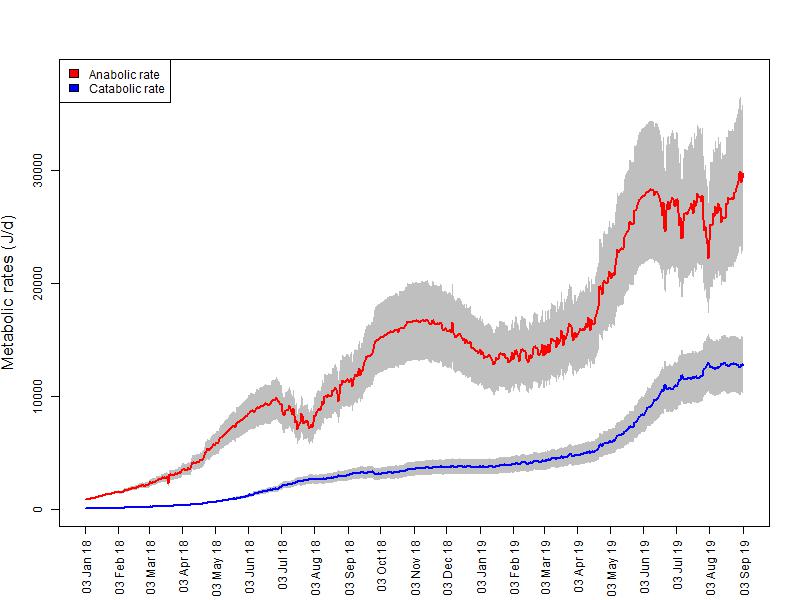 Anabolic rate
Catabolic rate
Metabolic rates (J/d)
30000
20000
10000
0
03 Jan 18
03 Feb 18
03 Mar 18
03 Apr 18
03 May 18
03 Jun 18
03 Jul 18
03 Aug 18
03 Sep 18
03 Oct 18
03 Nov 18
03 Dec 18
03 Jan 19
03 Feb 19
03 Mar 19
03 Apr 19
03 May 19
03 Jun 19
03 Jul 19
03 Aug 19
03 Sep 19